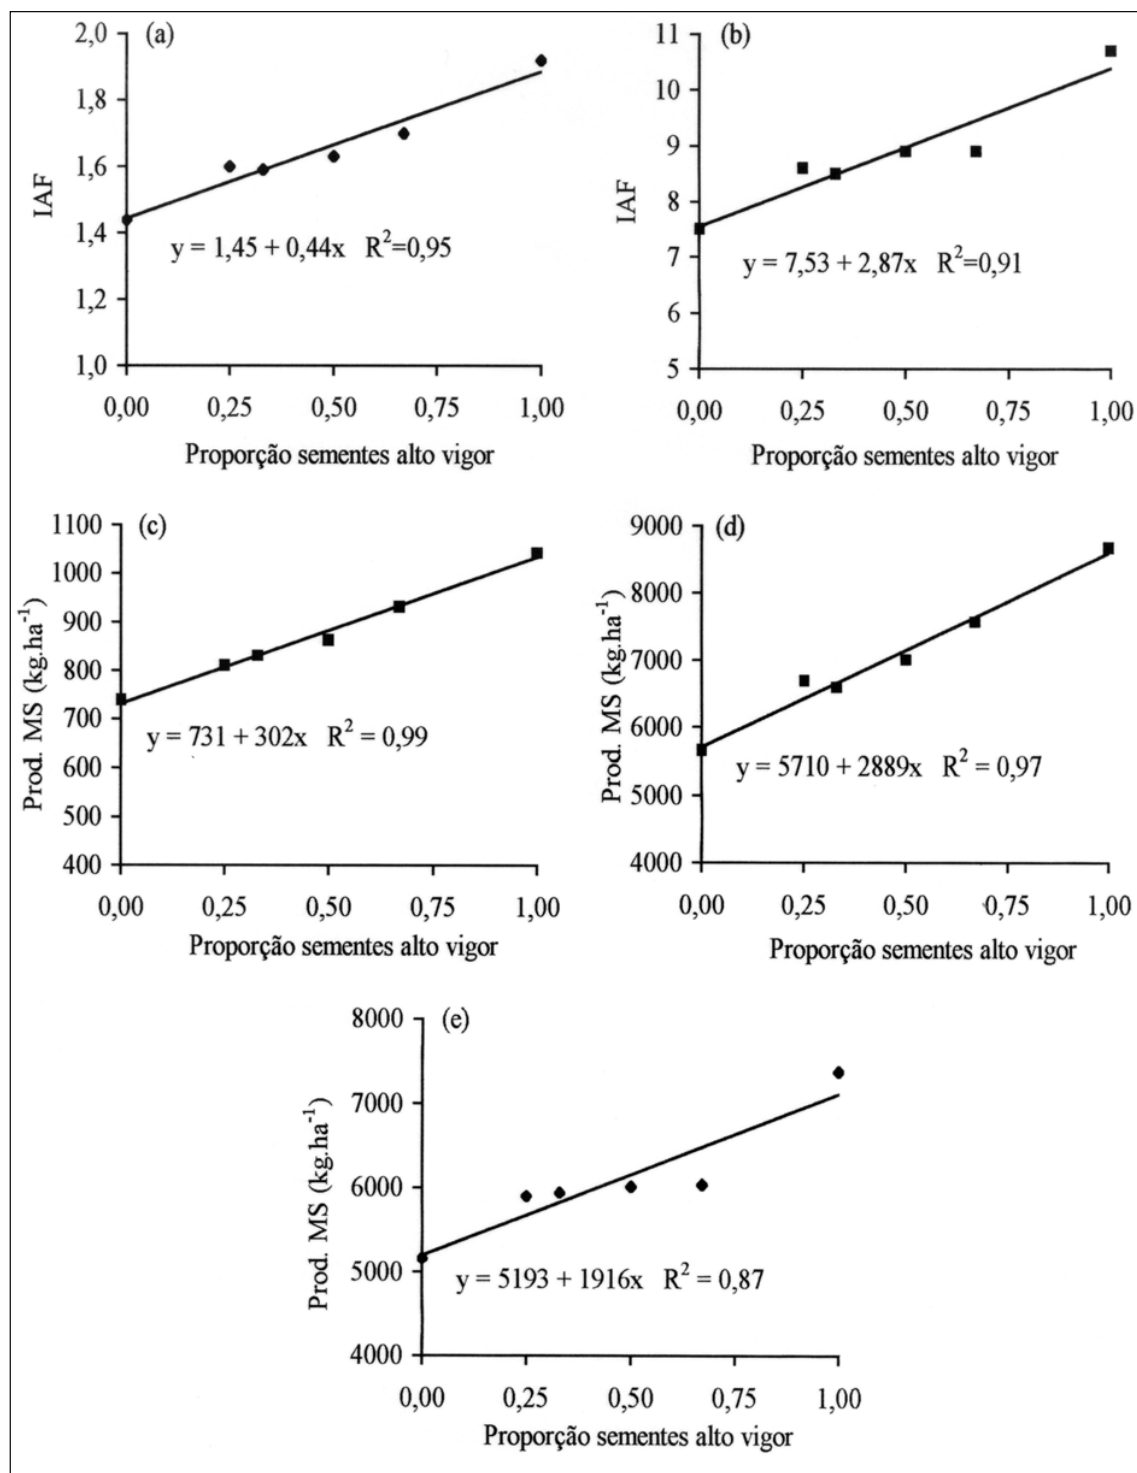 (a)
2,0
1,8
1,6
1,4
1,2
1,0
IAF
y = 1,45 + 0,44x R²=0,95
0,00 0,25 0,50 0,75 1,00
Proporção sementes alto vigor
(b)
11
10
9
8
7
6
5
IAF
y = 7,53 + 2,87x R²=0,91
0,00 0,25 0,50 0,75 1,00
Proporção sementes alto vigor
(c)
1100
1000
900
800
700
600
500
400
Prod. MS (kg.ha⁻¹)
y = 731 + 302x R² = 0,99
0,00 0,25 0,50 0,75 1,00
Proporção sementes alto vigor
(d)
9000
8000
7000
6000
5000
4000
Prod. MS (kg.ha⁻¹)
y = 5710 + 2889x R² = 0,97
0,00 0,25 0,50 0,75 1,00
Proporção sementes alto vigor
(e)
8000
7000
6000
5000
4000
Prod. MS (kg.ha⁻¹)
y = 5193 + 1916x R² = 0,87
0,00 0,25 0,50 0,75 1,00
Proporção sementes alto vigor